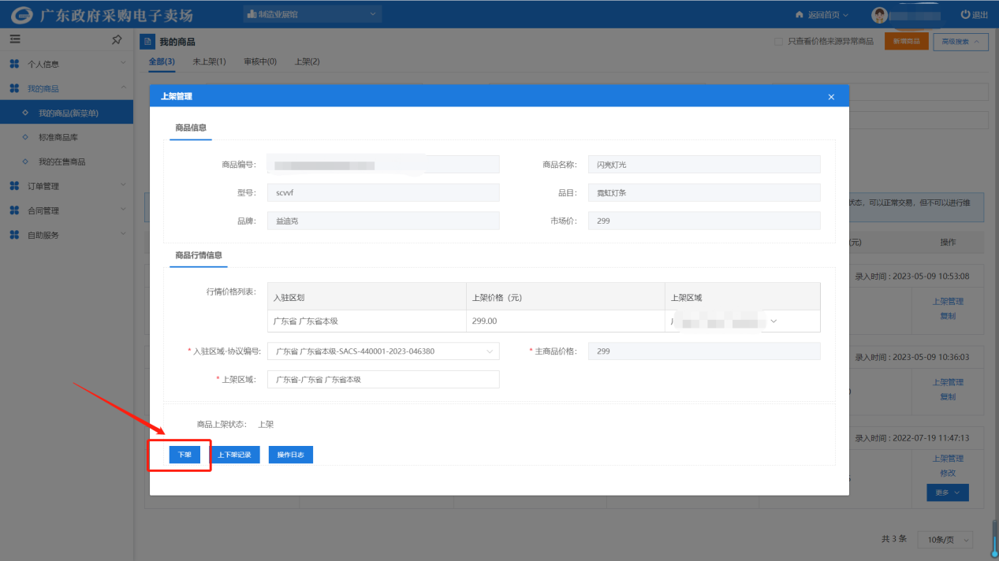 广东政府采购电子卖场
制造业展馆
返回首页
退出
个人信息
我的商品
我的商品(新菜单)
标准商品库
我的在售商品
订单管理
合同管理
自助服务
我的商品
只查看价格来源异常商品
新增商品
高级搜索
全部(3) 未上架(1) 审核中(0) 上架(2)
上架管理
商品信息
商品编号:
商品名称: 闪亮灯光
型号: scvvf
品目: 霓虹灯条
品牌: 益迪克
市场价: 299
商品行情信息
行情价格列表:
入驻区划 上架价格（元） 上架区域
广东省 广东省本级 299.00
* 入驻区域-协议编号: 广东省 广东省本级-SACS-440001-2023-046380
* 主商品价格: 299
* 上架区域: 广东省-广东省 广东省本级
商品上架状态: 上架
下架 上下架记录 操作日志
状态，可以正常交易，但不可以进行维
(元) 操作
录入时间 : 2023-05-09 10:53:08
上架管理
复制
录入时间 : 2023-05-09 10:36:03
上架管理
复制
录入时间 : 2022-07-19 11:47:13
上架管理
修改
更多
共 3 条 10条/页